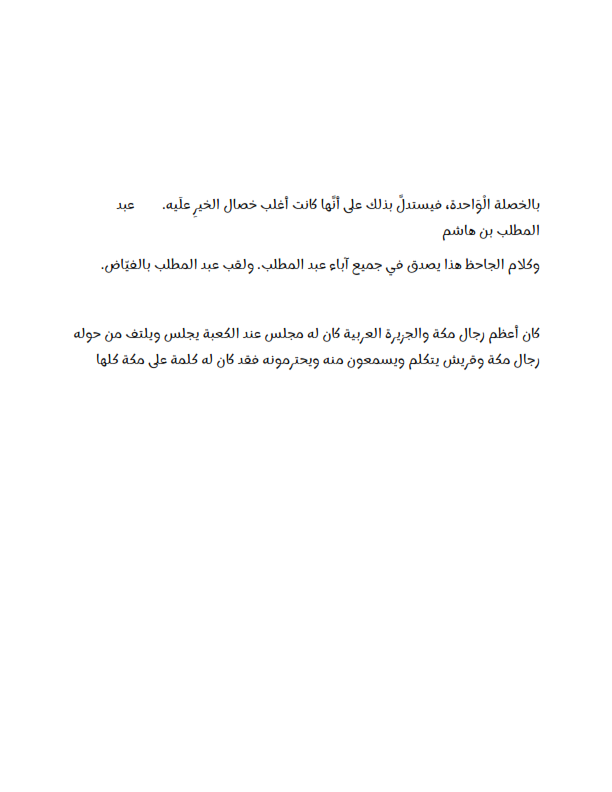 بالخصلة الْوَاحدة، فيستدلّ بذلك على أنّها كانت أغلب خصال الخيرِ علَيه. عبد
المطلب بن هاشم
وكلام الجاحظ هذا يصدق في جميع آباء عبد المطلب. ولقب عبد المطلب بالفيّاض.
كان أعظم رجال مكة والجزيرة العربية كان له مجلس عند الكعبة يجلس ويلتف من حوله
رجال مكة وقريش يتكلم ويسمعون منه ويحترمونه فقد كان له كلمة على مكة كلها